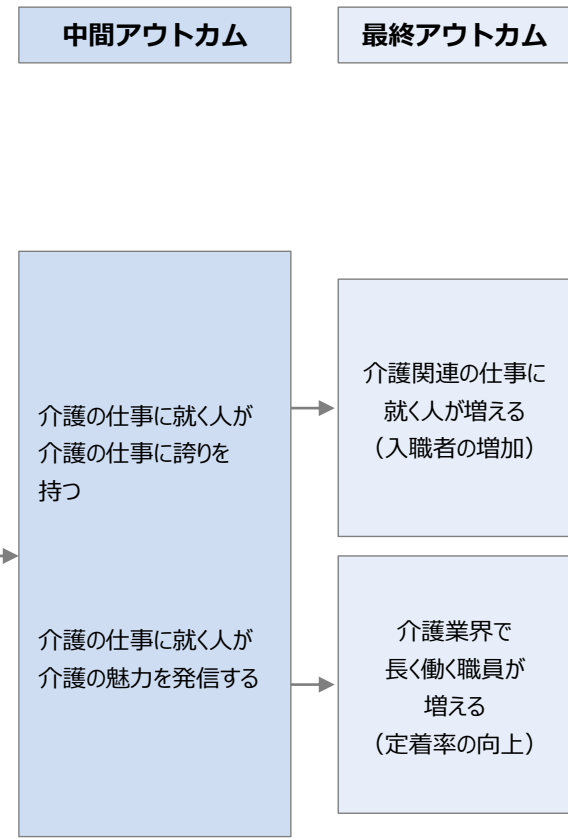 中間アウトカム
最終アウトカム
介護の仕事に就く人が
介護の仕事に誇りを
持つ
介護の仕事に就く人が
介護の魅力を発信する
介護関連の仕事に
就く人が増える
（入職者の増加）
介護業界で
長く働く職員が
増える
（定着率の向上）